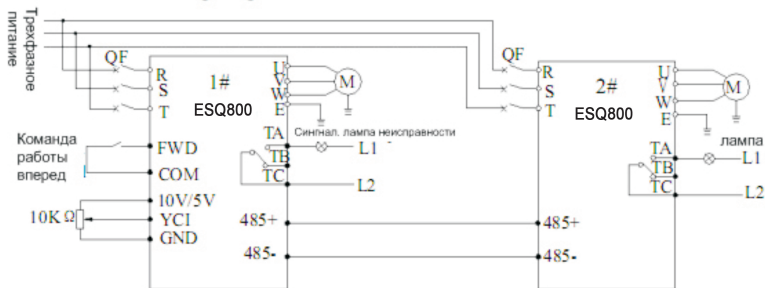 Трехфазное
питание
QF
R
S
T
1#
ESQ800
U
V
W
E
M
Команда
работы
вперед
FWD
COM
10K Ω
10V/5V
YCI
GND
TA
TB
TC
Сингнал. лампа неисправности
L1
L2
485+
485-
QF
R
S
T
2#
ESQ800
U
V
W
E
M
TA
TB
TC
лампа
L1
L2
485+
485-